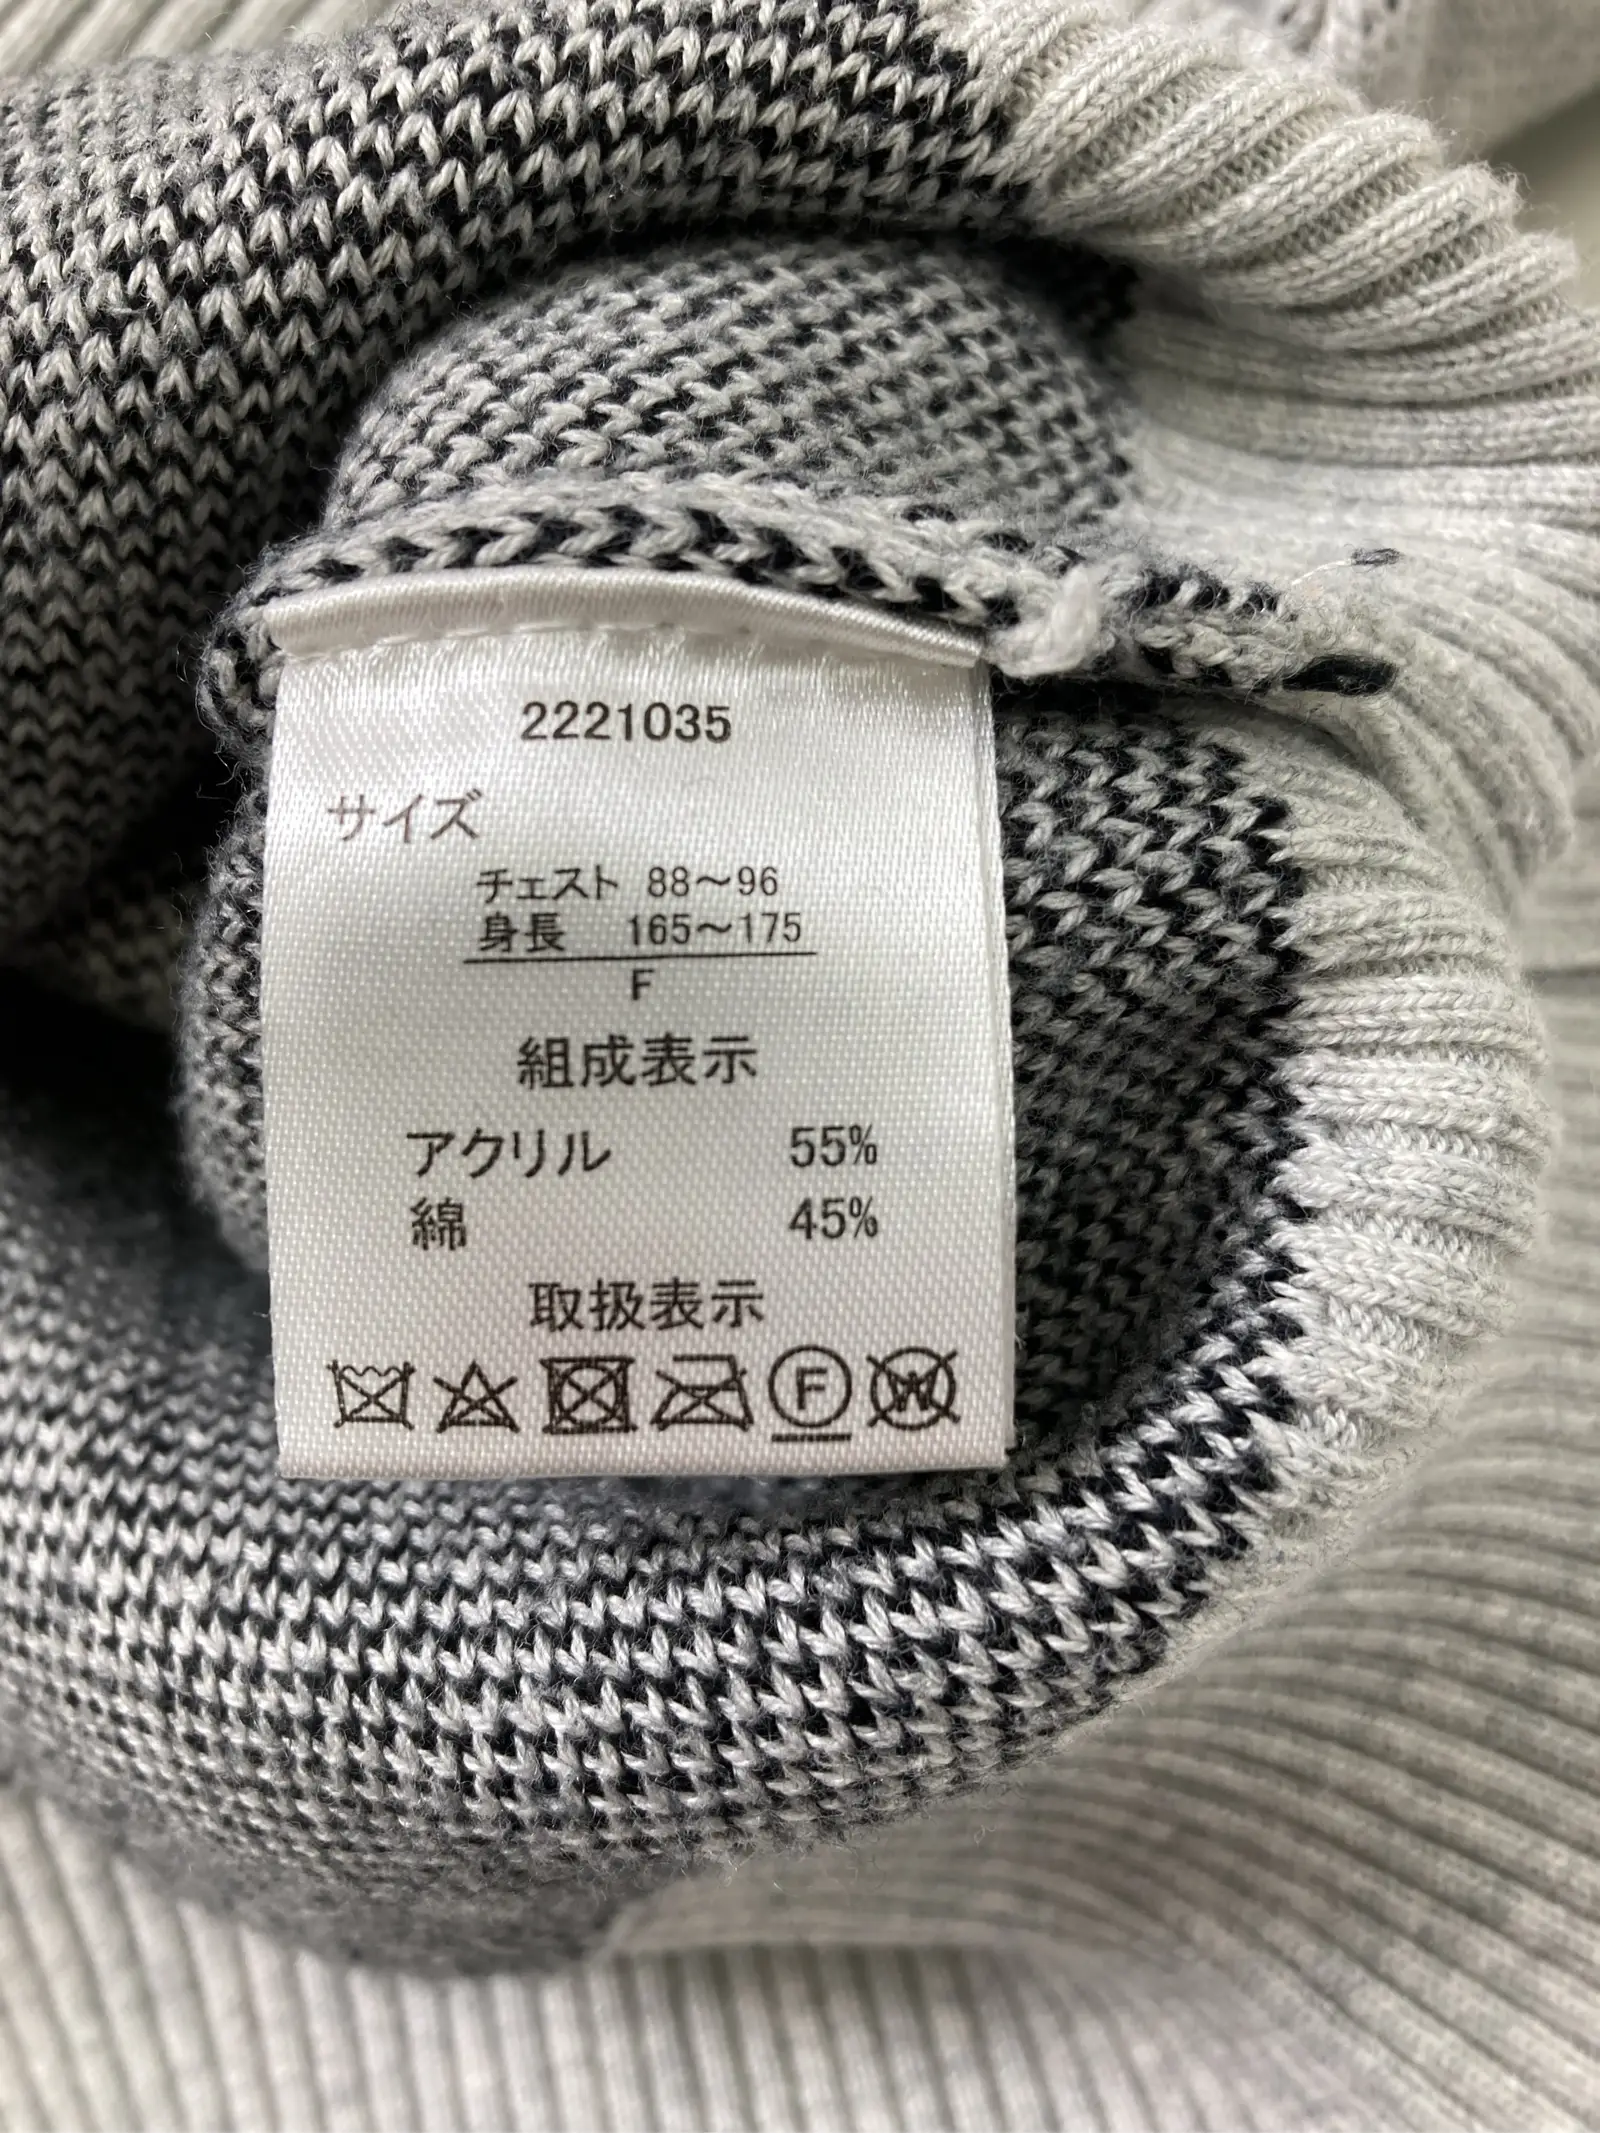 2221035
サイズ
チェスト 88～96
身長 165～175
F
組成表示
アクリル 55%
綿 45%
取扱表示
F W